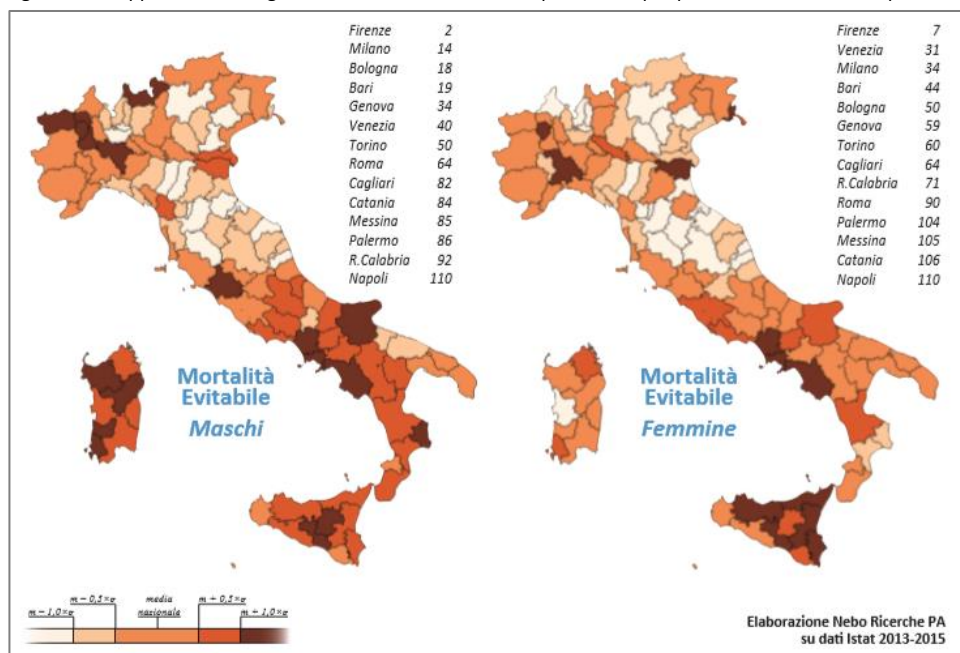 Firenze 2
Milano 14
Bologna 18
Bari 19
Genova 34
Venezia 40
Torino 50
Roma 64
Cagliari 82
Catania 84
Messina 85
Palermo 86
R.Calabria 92
Napoli 110
Mortalità
Evitabile
Maschi
Firenze 7
Venezia 31
Milano 34
Bari 44
Bologna 50
Genova 59
Torino 60
Cagliari 64
R.Calabria 71
Roma 90
Palermo 104
Messina 105
Catania 106
Napoli 110
Mortalità
Evitabile
Femmine
m – 0,5×σ media m + 0,5×σ
m – 1,0×σ nazionale m + 1,0×σ
Elaborazione Nebo Ricerche PA
su dati Istat 2013-2015